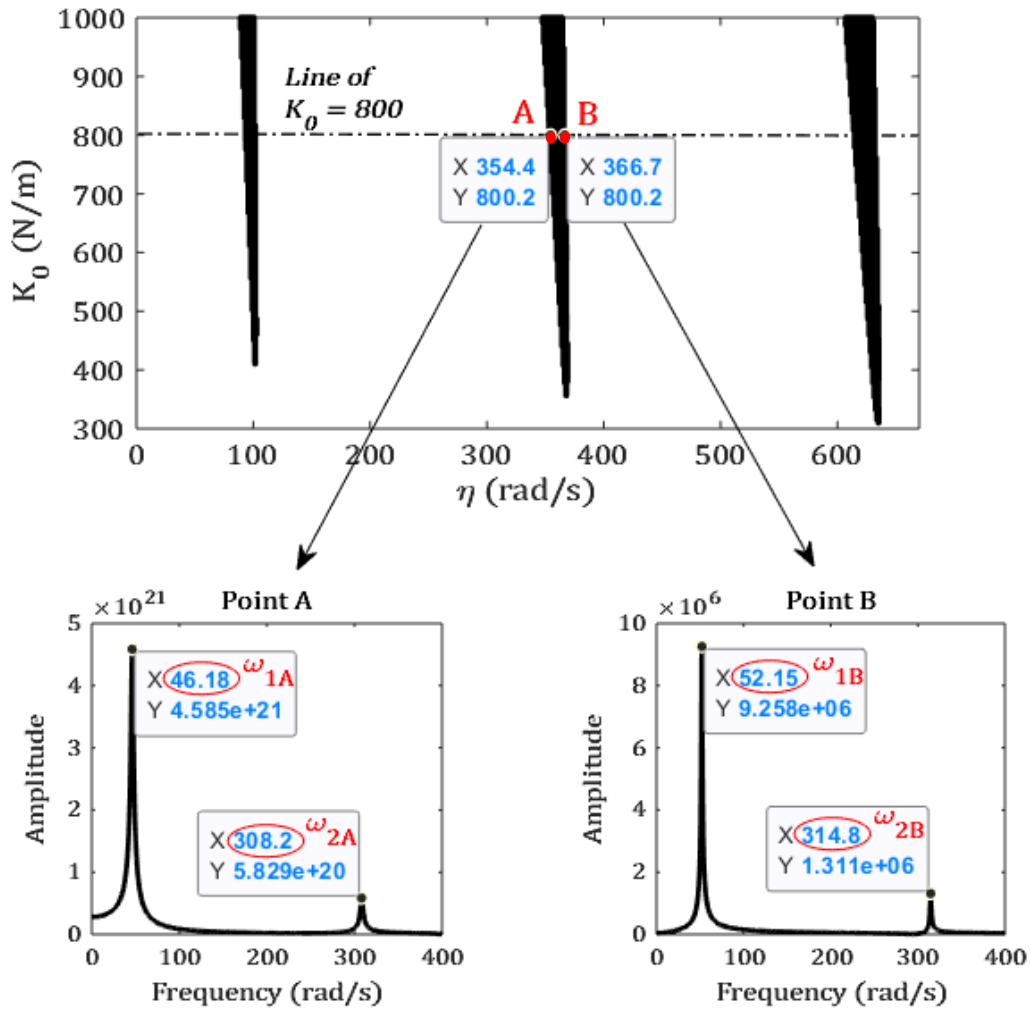 1000
900
800
700
600
500
400
300
K₀ (N/m)
Line of
K₀ = 800
A B
X 354.4
Y 800.2
X 366.7
Y 800.2
0 100 200 300 400 500 600
η (rad/s)
×10²¹ Point A
5
4
3
2
1
0
Amplitude
X 46.18 ω₁A
Y 4.585e+21
X 308.2 ω₂A
Y 5.829e+20
0 100 200 300 400
Frequency (rad/s)
×10⁶ Point B
10
8
6
4
2
0
Amplitude
X 52.15 ω₁B
Y 9.258e+06
X 314.8 ω₂B
Y 1.311e+06
0 100 200 300 400
Frequency (rad/s)